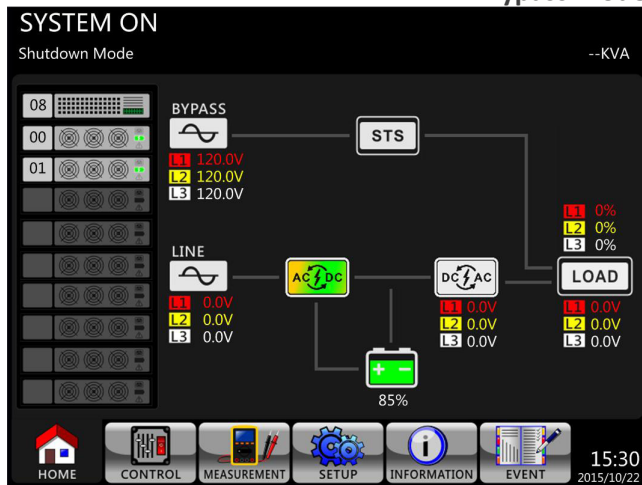 SYSTEM ON
Shutdown Mode
--KVA
08
00
01
BYPASS
L1 120.0V
L2 120.0V
L3 120.0V
STS
L1 0%
L2 0%
L3 0%
LINE
L1 0.0V
L2 0.0V
L3 0.0V
AC DC
DC AC
L1 0.0V
L2 0.0V
L3 0.0V
LOAD
L1 0.0V
L2 0.0V
L3 0.0V
+ -
85%
HOME
CONTROL
MEASUREMENT
SETUP
INFORMATION
EVENT
15:30
2015/10/22